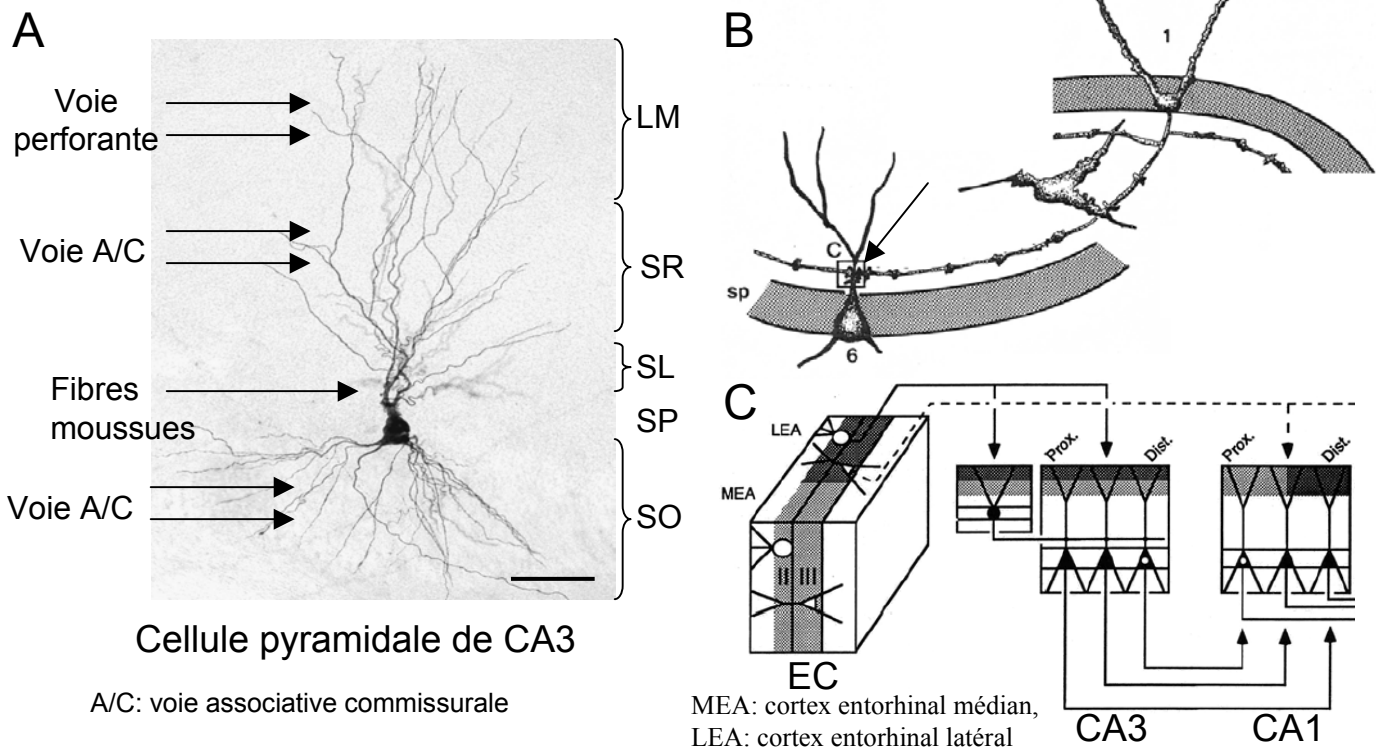 A
Voie
perforante
Voie A/C
Fibres
moussues
Voie A/C
LM
SR
SL
SP
SO
Cellule pyramidale de CA3
A/C: voie associative commissurale
B
1
C
sp
6
C
LEA
MEA
II III
EC
Prox. Dist.
Prox. Dist.
CA3 CA1
MEA: cortex entorhinal médian,
LEA: cortex entorhinal latéral